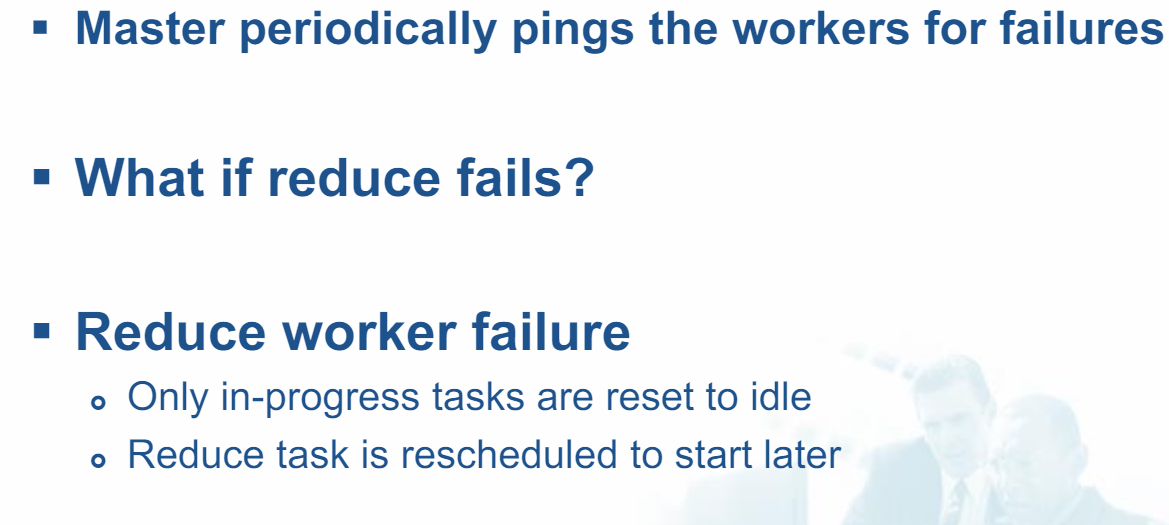 ▪ Master periodically pings the workers for failures
▪ What if reduce fails?
▪ Reduce worker failure
o Only in-progress tasks are reset to idle
o Reduce task is rescheduled to start later